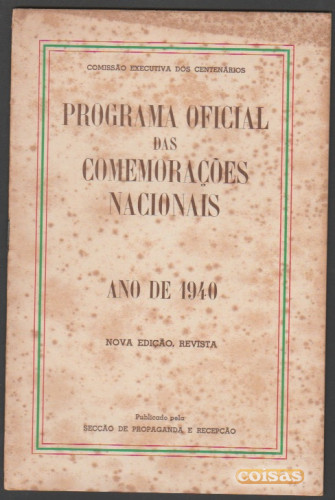 COMISSÃO EXECUTIVA DOS CENTENÁRIOS
PROGRAMA OFICIAL
DAS
COMEMORAÇÕES
NACIONAIS
ANO DE 1940
NOVA EDIÇÃO, REVISTA
Publicado pela
SECÇÃO DE PROPAGANDA E RECEPÇÃO
coisas